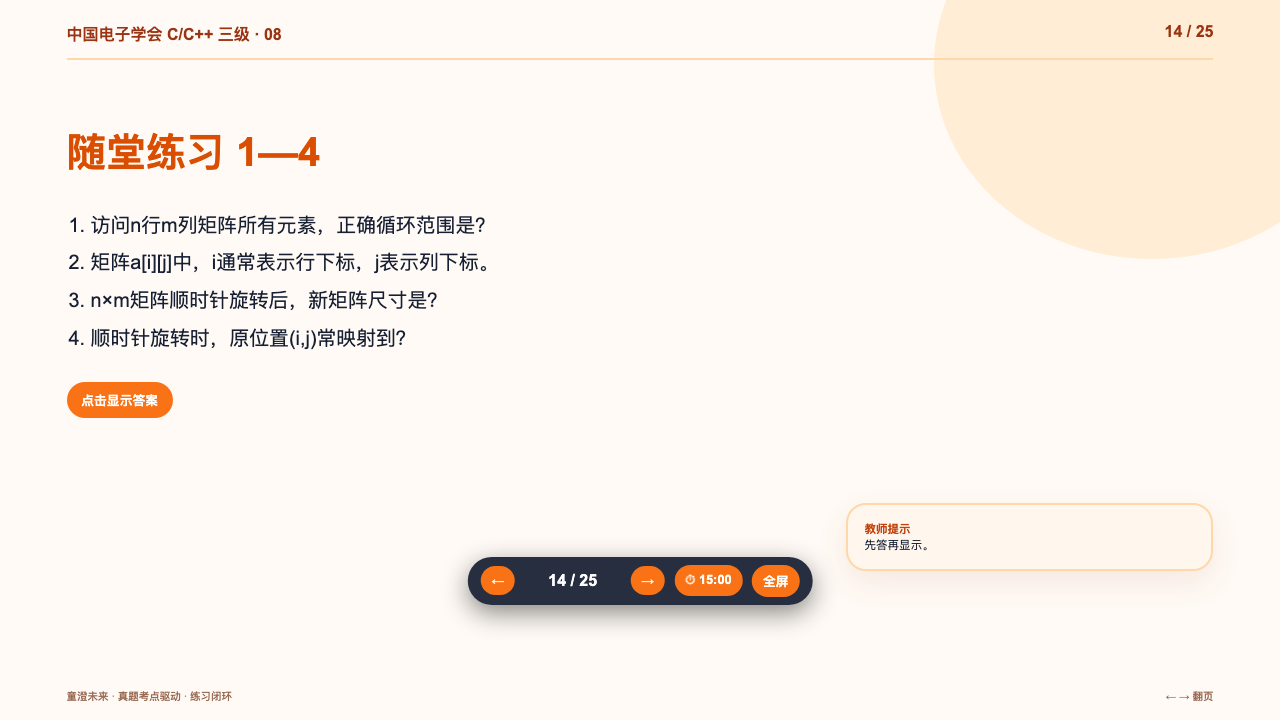 中国电子学会 C/C++ 三级 · 08
14 / 25
随堂练习 1—4
1. 访问n行m列矩阵所有元素，正确循环范围是?
2. 矩阵a[i][j]中，i通常表示行下标，j表示列下标。
3. n×m矩阵顺时针旋转后，新矩阵尺寸是?
4. 顺时针旋转时，原位置(i,j)常映射到?
点击显示答案
教师提示
先答再显示。
← 14 / 25 → ⏱ 15:00 全屏
童澄未来 · 真题考点驱动 · 练习闭环
←→ 翻页